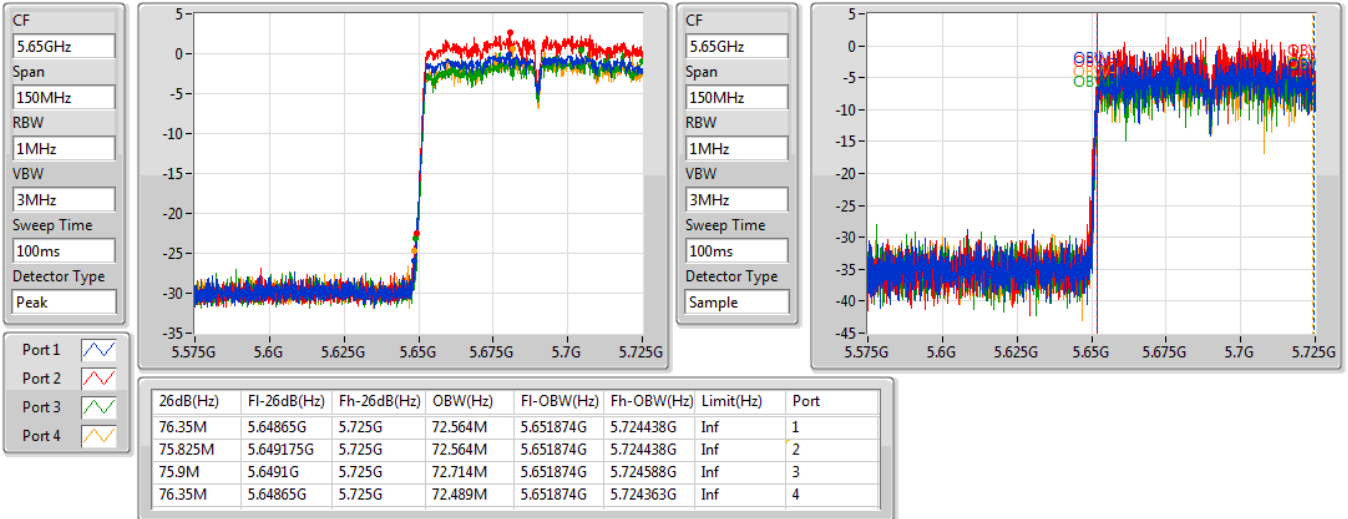 CF
5.65GHz
Span
150MHz
RBW
1MHz
VBW
3MHz
Sweep Time
100ms
Detector Type
Peak
5-
0-
-5-
-10-
-15-
-20-
-25-
-30-
-35-
5.575G 5.6G 5.625G 5.65G 5.675G 5.7G 5.725G
CF
5.65GHz
Span
150MHz
RBW
1MHz
VBW
3MHz
Sweep Time
100ms
Detector Type
Sample
5-
0-
-5-
-10-
-15-
-20-
-25-
-30-
-35-
-40-
-45-
5.575G 5.6G 5.625G 5.65G 5.675G 5.7G 5.725G
Port 1
Port 2
Port 3
Port 4
26dB(Hz) Fl-26dB(Hz) Fh-26dB(Hz) OBW(Hz) Fl-OBW(Hz) Fh-OBW(Hz) Limit(Hz) Port
76.35M 5.64865G 5.725G 72.564M 5.651874G 5.724438G Inf 1
75.825M 5.649175G 5.725G 72.564M 5.651874G 5.724438G Inf 2
75.9M 5.6491G 5.725G 72.714M 5.651874G 5.724588G Inf 3
76.35M 5.64865G 5.725G 72.489M 5.651874G 5.724363G Inf 4